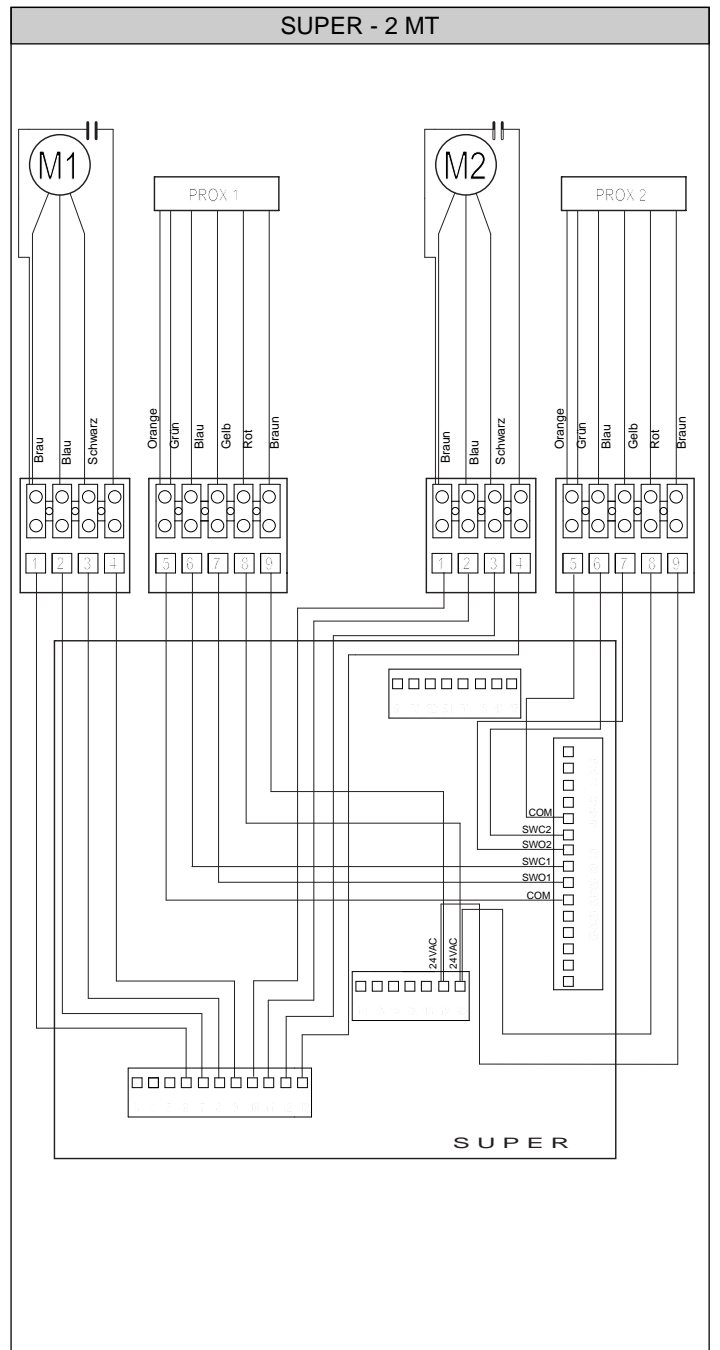 SUPER - 2 MT
M1
PROX 1
M2
PROX 2
Brau
Blau
Schwarz
Orange
Grün
Blau
Gelb
Rot
Braun
Braun
Blau
Schwarz
Orange
Grün
Blau
Gelb
Rot
Braun
1 2 3 4
5 6 7 8 9
1 2 3 4
5 6 7 8 9
COM
SWC2
SWO2
SWC1
SWO1
COM
24VAC
24VAC
SUPER